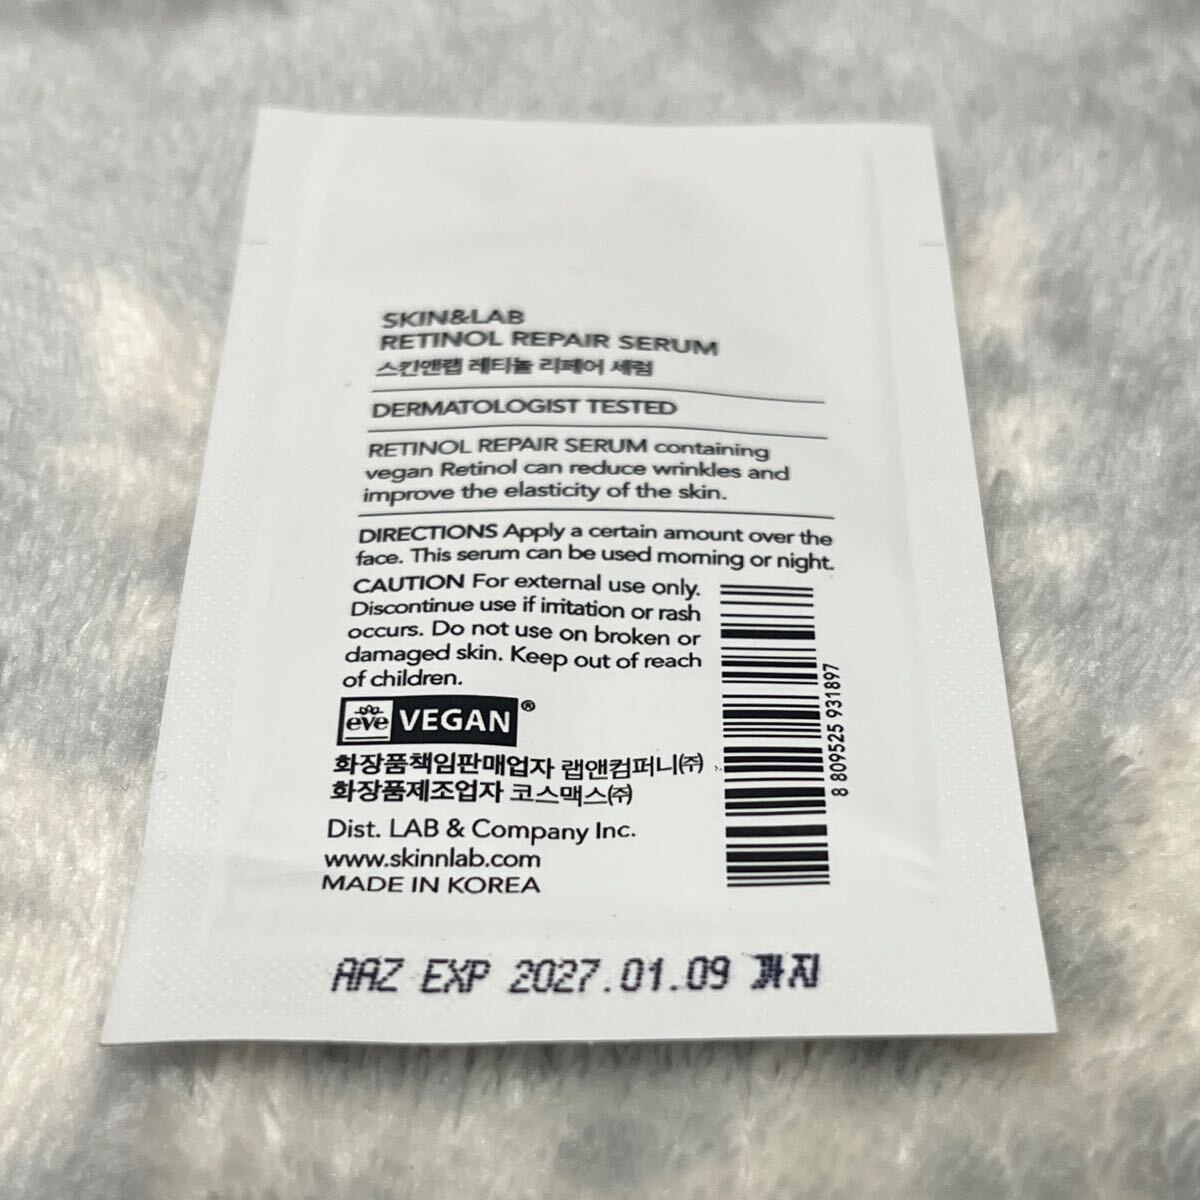 SKIN&LAB
RETINOL REPAIR SERUM
스킨앤랩 레티놀 리페어 세럼
DERMATOLOGIST TESTED
RETINOL REPAIR SERUM containing
vegan Retinol can reduce wrinkles and
improve the elasticity of the skin.
DIRECTIONS Apply a certain amount over the
face. This serum can be used morning or night.
CAUTION For external use only.
Discontinue use if irritation or rash
occurs. Do not use on broken or
damaged skin. Keep out of reach
of children.
eve VEGAN®
화장품책임판매업자 랩앤컴퍼니㈜
화장품제조업자 코스맥스㈜
Dist. LAB & Company Inc.
www.skinnlab.com
MADE IN KOREA
8 809525 931897
AAZ EXP 2027.01.09 까지